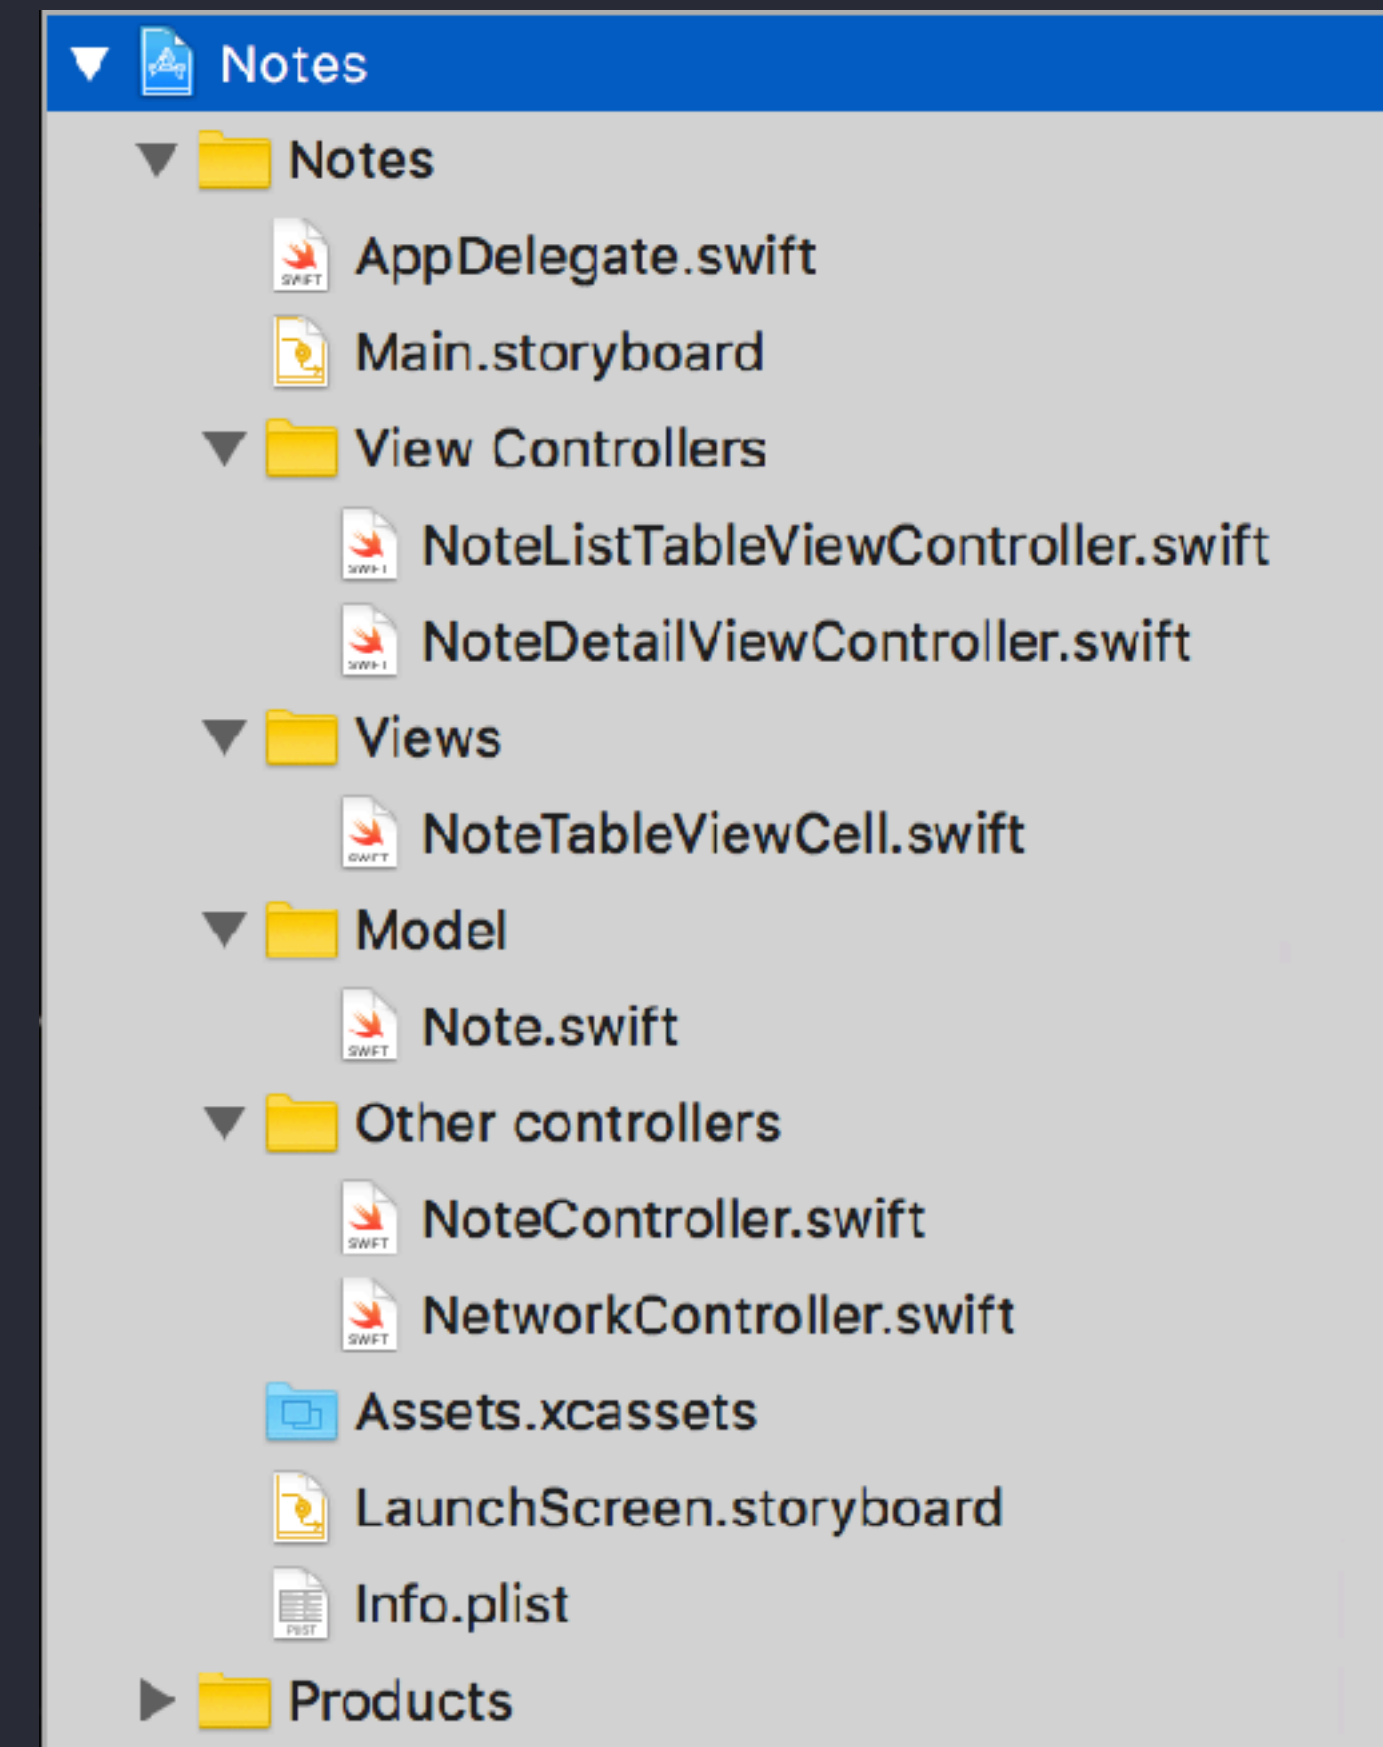 Notes
Notes
AppDelegate.swift
Main.storyboard
View Controllers
NoteListTableViewController.swift
NoteDetailViewController.swift
Views
NoteTableViewCell.swift
Model
Note.swift
Other controllers
NoteController.swift
NetworkController.swift
Assets.xcassets
LaunchScreen.storyboard
Info.plist
Products